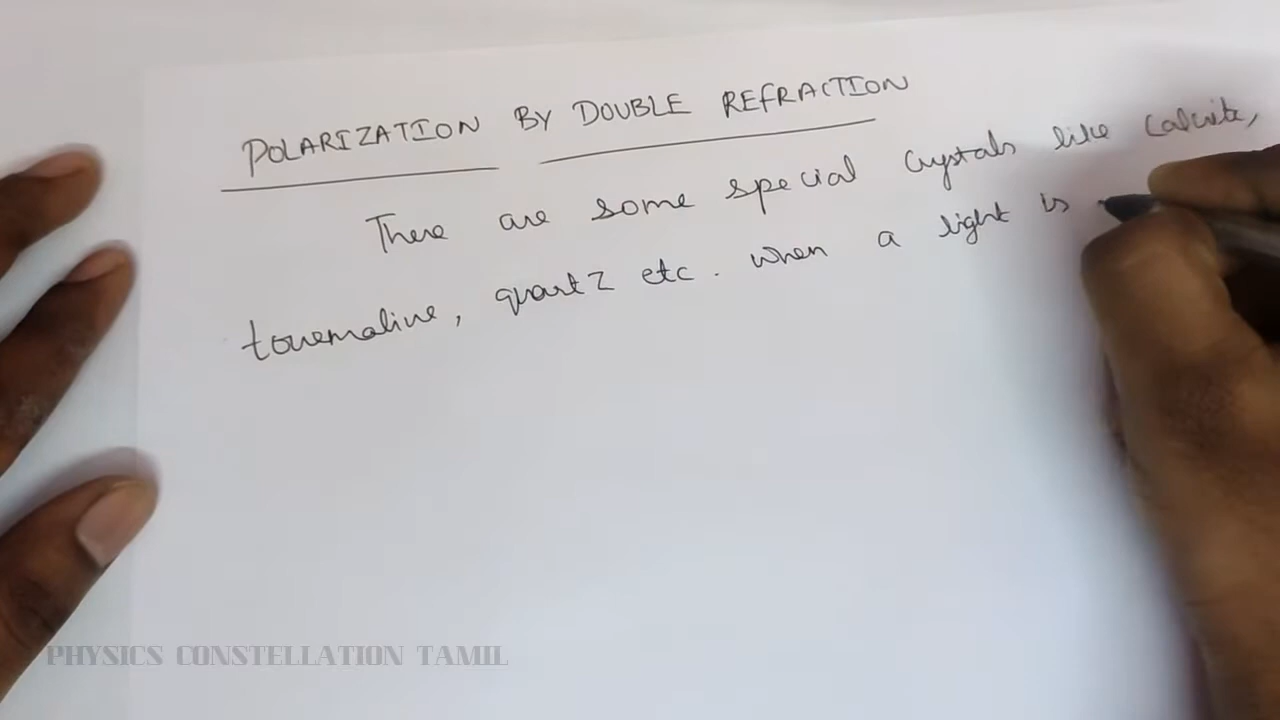 POLARIZATION BY DOUBLE REFRACTION
There are some special crystals like calcite,
tourmaline, quartz etc. when a light is
PHYSICS CONSTELLATION TAMIL